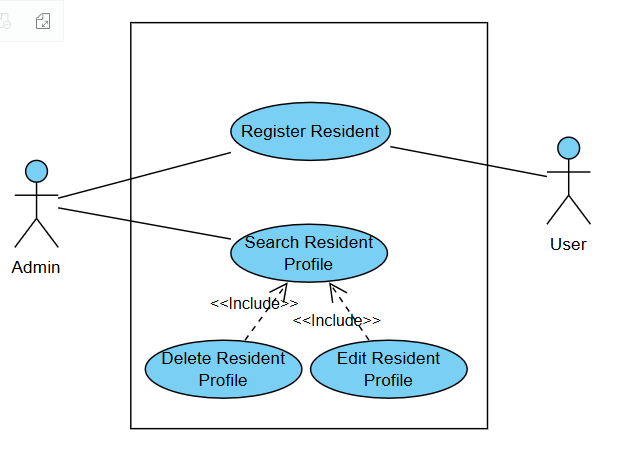 Register Resident
Admin
User
Search Resident
Profile
<<Include>>
<<Include>>
Delete Resident
Profile
Edit Resident
Profile